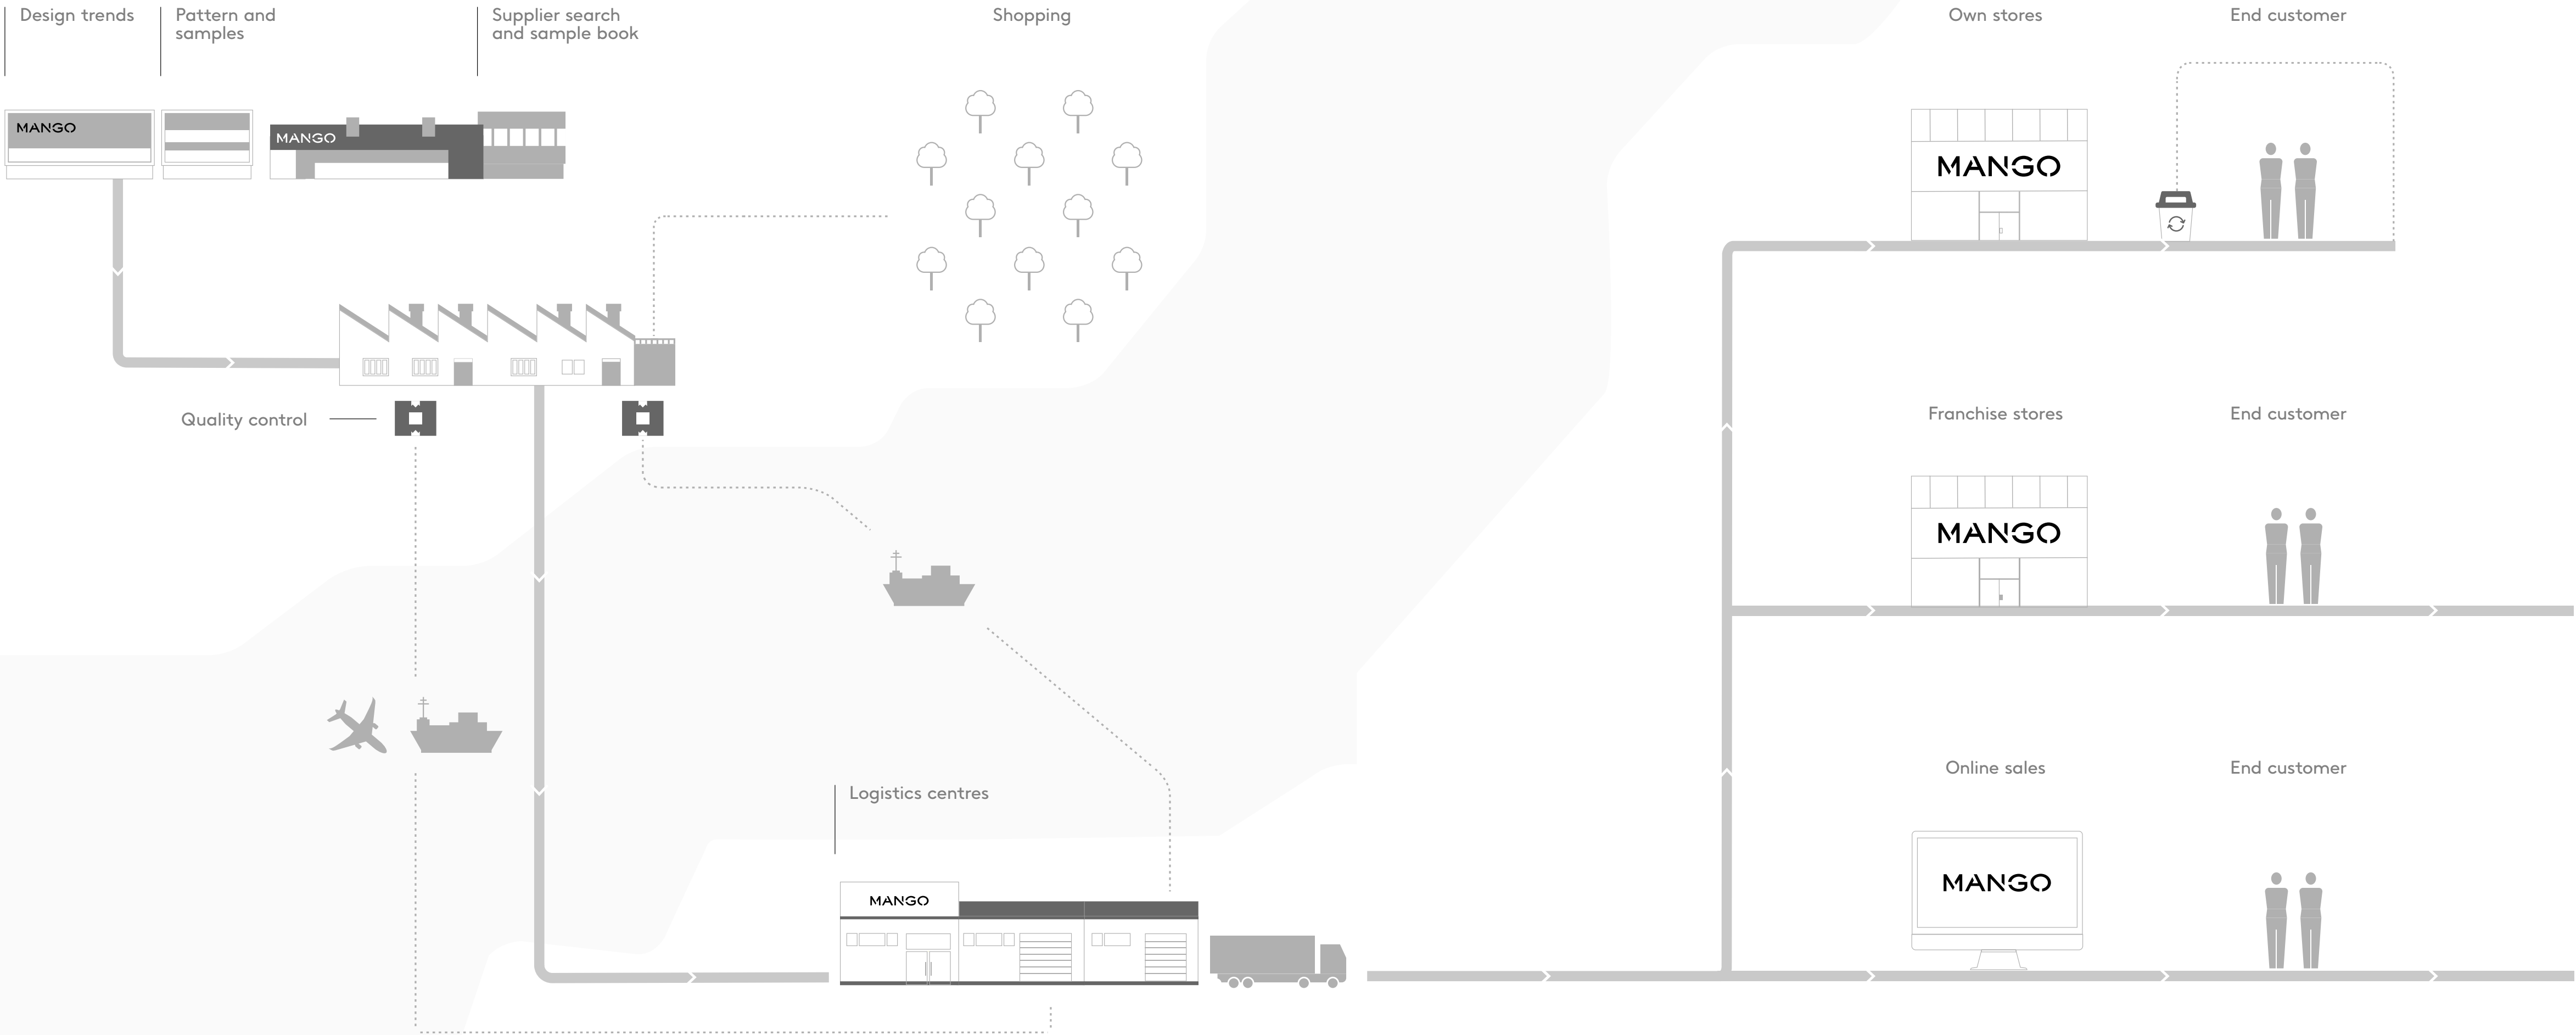 Design trends
Pattern and
samples
Supplier search
and sample book
Shopping
Own stores
End customer
MANGO
MANGO
MANGO
Quality control
Franchise stores
End customer
MANGO
Logistics centres
Online sales
End customer
MANGO
MANGO